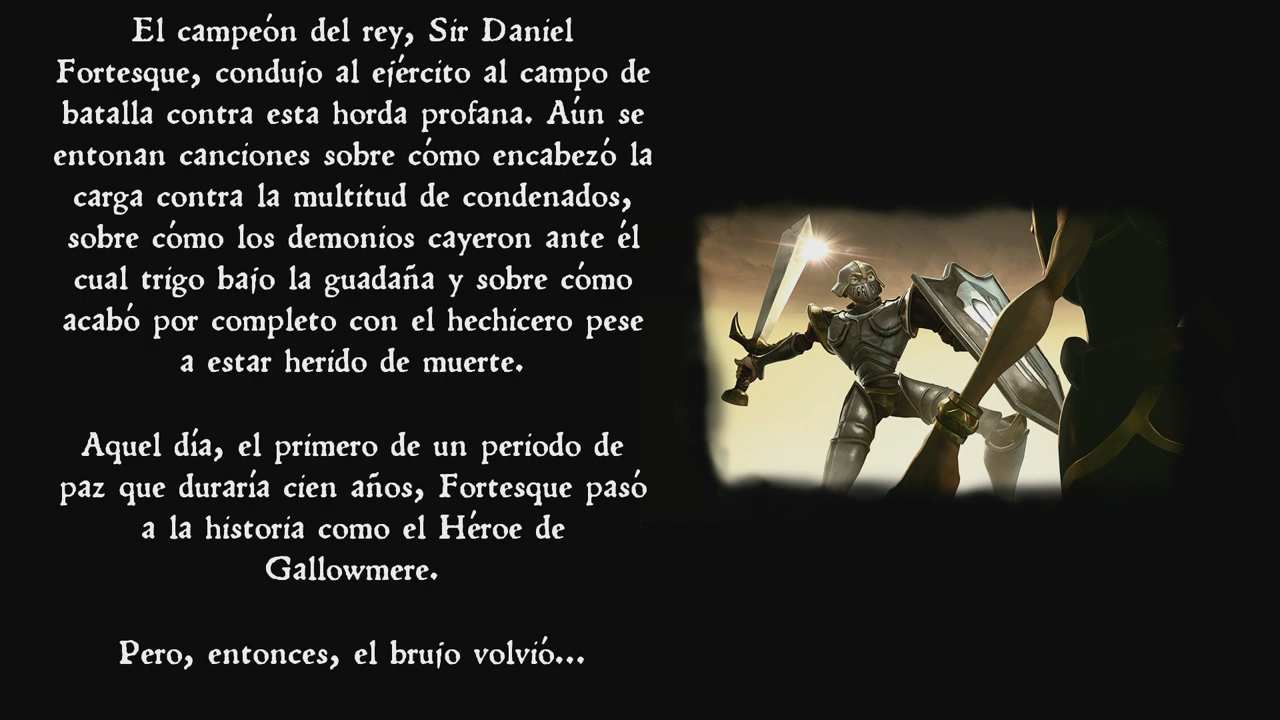 El campeón del rey, Sir Daniel
Fortesque, condujo al ejército al campo de
batalla contra esta horda profana. Aún se
entonan canciones sobre cómo encabezó la
carga contra la multitud de condenados,
sobre cómo los demonios cayeron ante él
cual trigo bajo la guadaña y sobre cómo
acabó por completo con el hechicero pese
a estar herido de muerte.
Aquel día, el primero de un periodo de
paz que duraría cien años, Fortesque pasó
a la historia como el Héroe de
Gallowmere.
Pero, entonces, el brujo volvió...